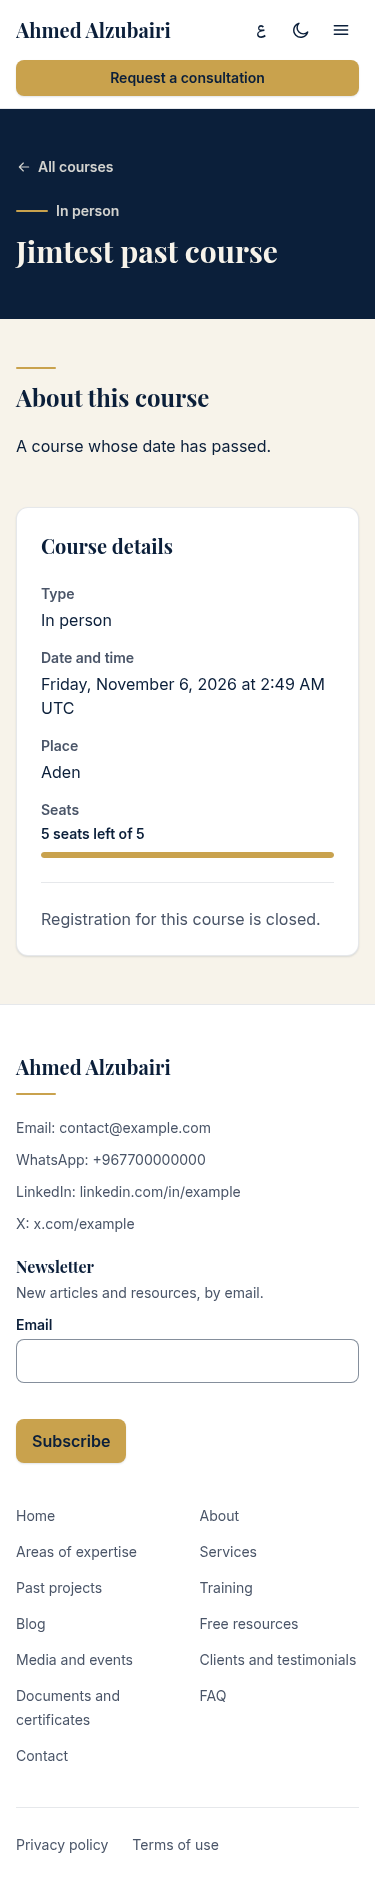 Ahmed Alzubairi
ع
Request a consultation
← All courses
In person
Jimtest past course
About this course
A course whose date has passed.
Course details
Type
In person
Date and time
Friday, November 6, 2026 at 2:49 AM
UTC
Place
Aden
Seats
5 seats left of 5
Registration for this course is closed.
Ahmed Alzubairi
Email: contact@example.com
WhatsApp: +967700000000
LinkedIn: linkedin.com/in/example
X: x.com/example
Newsletter
New articles and resources, by email.
Email
Subscribe
Home
About
Areas of expertise
Services
Past projects
Training
Blog
Free resources
Media and events
Clients and testimonials
Documents and
certificates
FAQ
Contact
Privacy policy
Terms of use